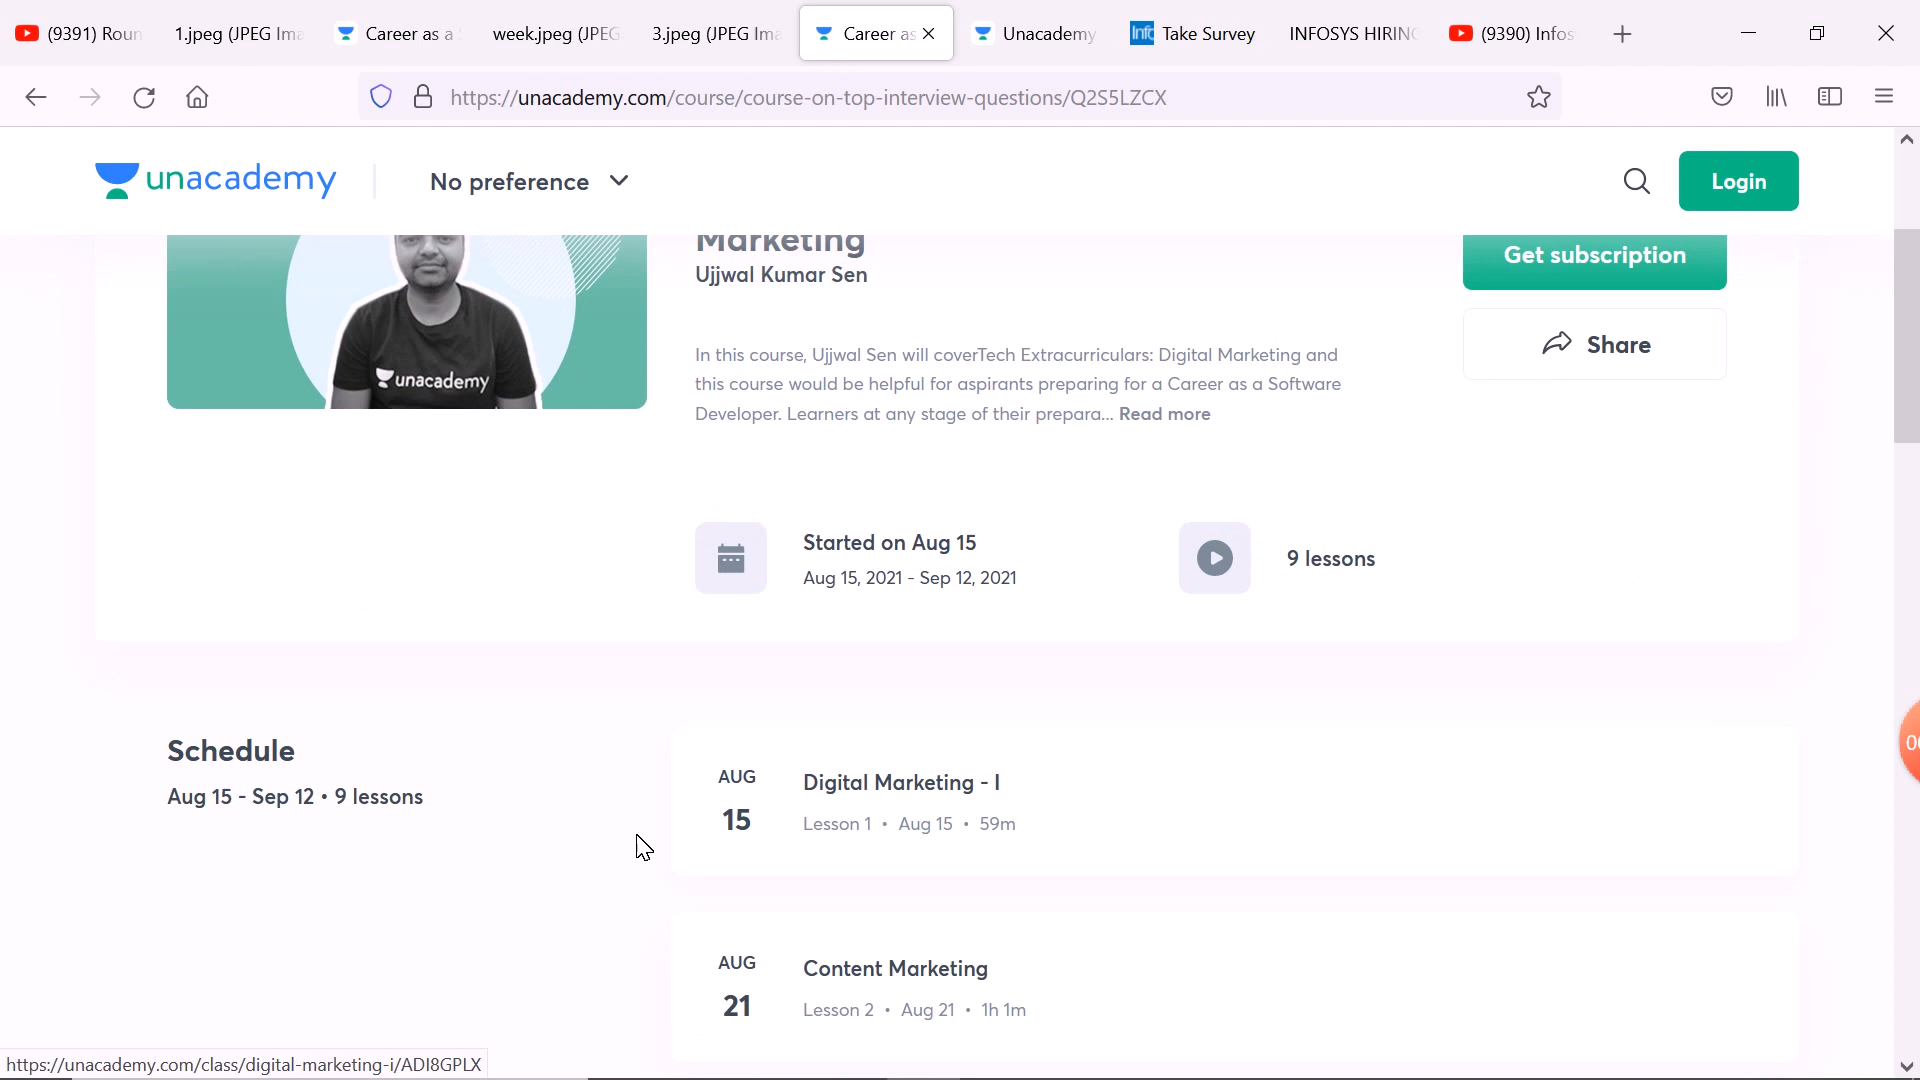 (9391) Roun
1.jpeg (JPEG Ima
Career as a S
week.jpeg (JPEG
3.jpeg (JPEG Ima
Career as
Unacademy
Info
Take Survey
INFOSYS HIRING
(9390) Infos
https://unacademy.com/course/course-on-top-interview-questions/Q2S5LZCX
unacademy
No preference
Login
Marketing
Ujjwal Kumar Sen
unacademy
Get subscription
Share
In this course, Ujjwal Sen will coverTech Extracurriculars: Digital Marketing and
this course would be helpful for aspirants preparing for a Career as a Software
Developer. Learners at any stage of their prepara... Read more
Started on Aug 15
Aug 15, 2021 - Sep 12, 2021
9 lessons
Schedule
Aug 15 - Sep 12 • 9 lessons
AUG
15
Digital Marketing - I
Lesson 1 • Aug 15 • 59m
AUG
21
Content Marketing
Lesson 2 • Aug 21 • 1h 1m
https://unacademy.com/class/digital-marketing-i/ADI8GPLX